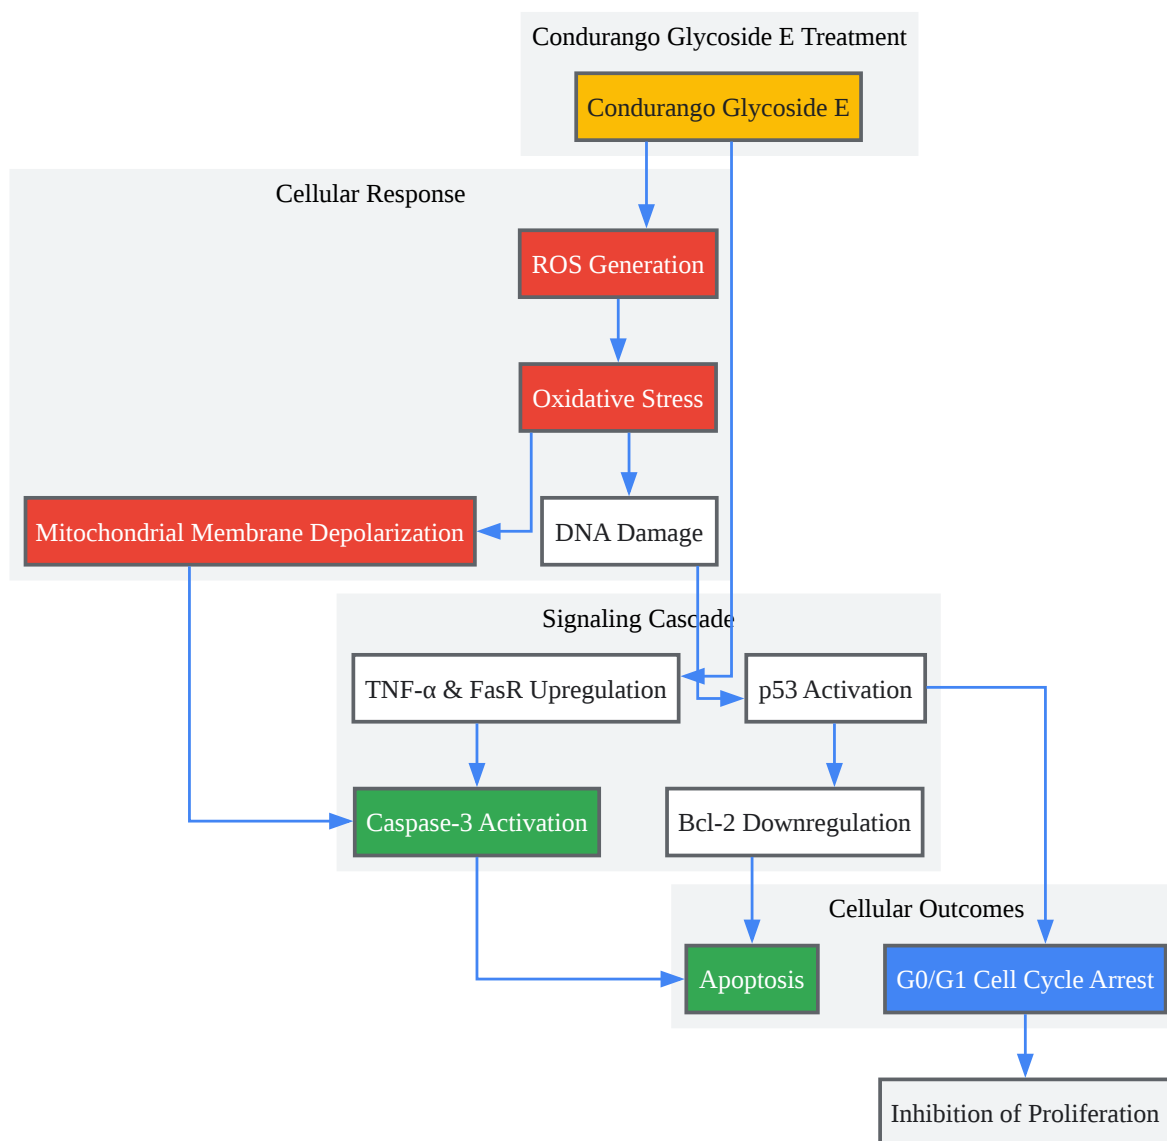 Condurango Glycoside E Treatment
Condurango Glycoside E
Cellular Response
ROS Generation
Oxidative Stress
Mitochondrial Membrane Depolarization
DNA Damage
Signaling Cascade
TNF-α & FasR Upregulation
p53 Activation
Caspase-3 Activation
Bcl-2 Downregulation
Cellular Outcomes
Apoptosis
G0/G1 Cell Cycle Arrest
Inhibition of Proliferation